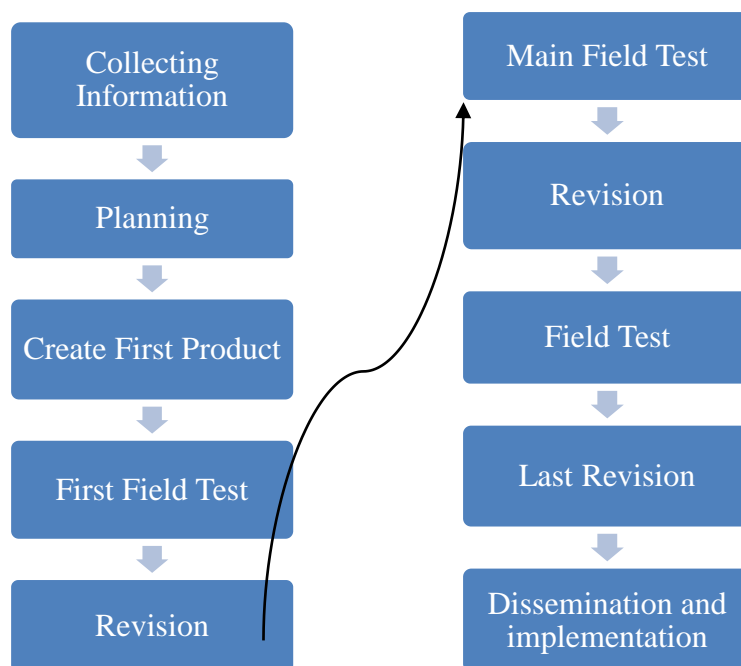 Collecting
Information
Planning
Create First Product
First Field Test
Revision
Main Field Test
Revision
Field Test
Last Revision
Dissemination and
implementation